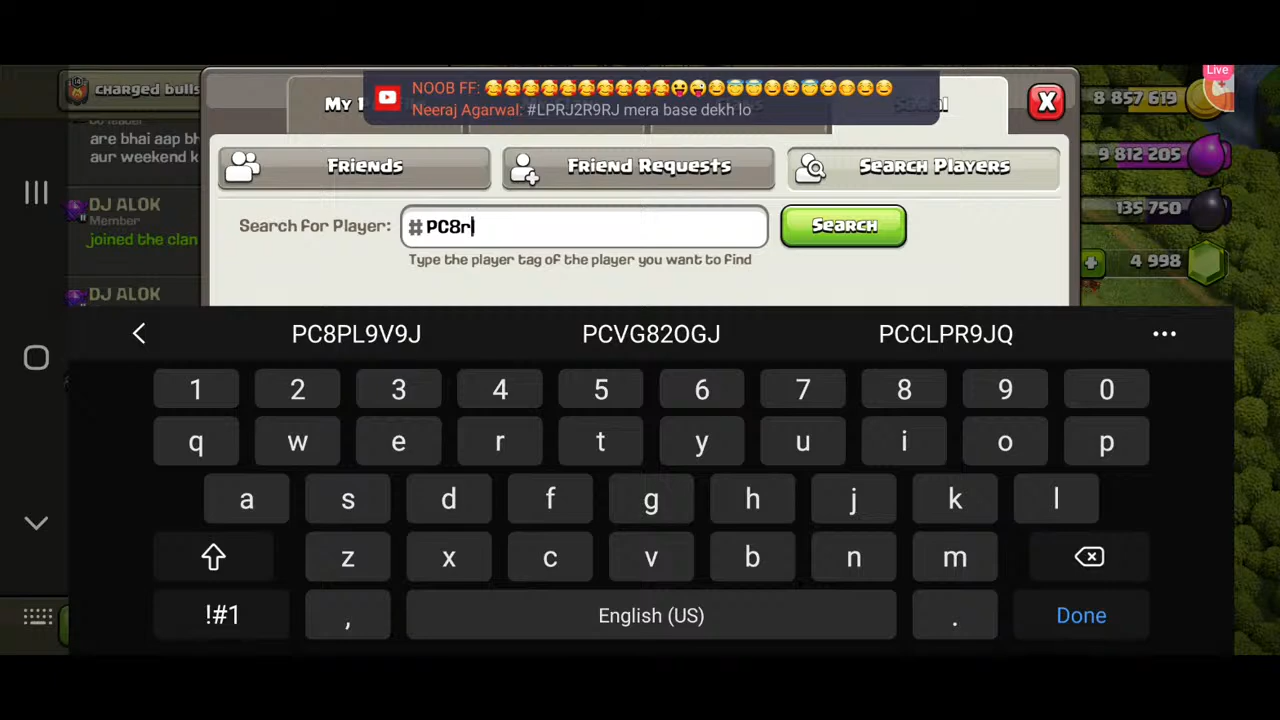 charged bulls
My
NOOB FF: 🥰🥰🥰🥰🥰🥰🥰🥰🥰🥰😜😝😂😇😇😂😂😇😂😋😂😂
Neeraj Agarwal: #LPRJ2R9RJ mera base dekh lo
Live
8 857 619
are bhai aap bh
aur weekend k
Friends
Friend Requests
Search Players
9 812 205
DJ ALOK
Member
joined the clan
Search for Player:
# PC8r
Search
135 750
Type the player tag of the player you want to find
4 998
DJ ALOK
PC8PL9V9J PCVG82OGJ PCCLPR9JQ
1 2 3 4 5 6 7 8 9 0
q w e r t y u i o p
a s d f g h j k l
z x c v b n m
!#1 , English (US) . Done